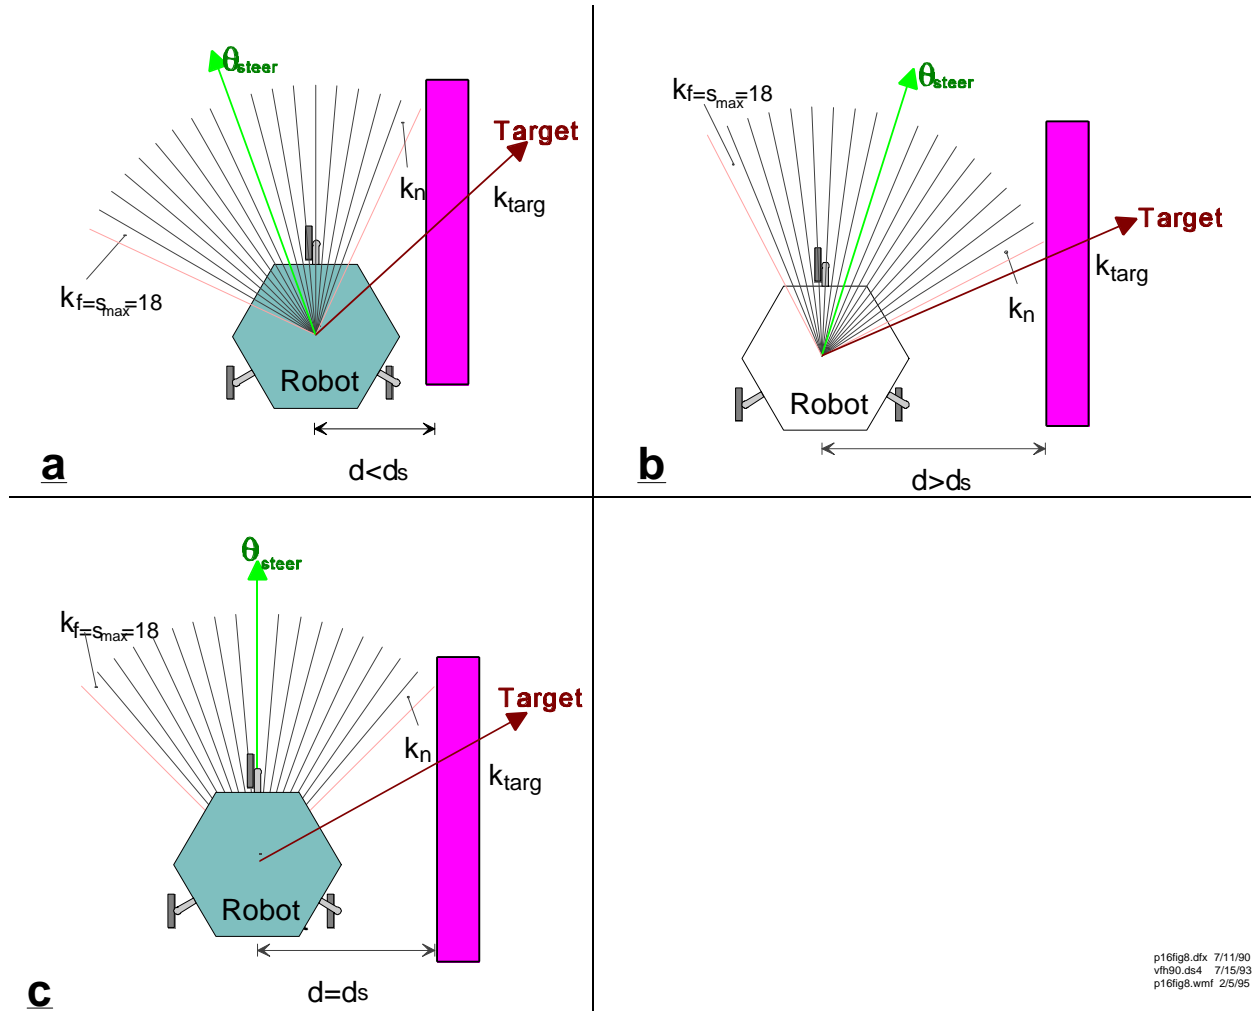 θsteer
Target
kn
ktarg
kf=smax=18
Robot
a
d<ds
θsteer
kf=smax=18
Target
ktarg
kn
Robot
b
d>ds
θsteer
kf=smax=18
Target
kn
ktarg
Robot
c
d=ds
p16fig8.dfx 7/11/90
vfh90.ds4 7/15/93
p16fig8.wmf 2/5/95